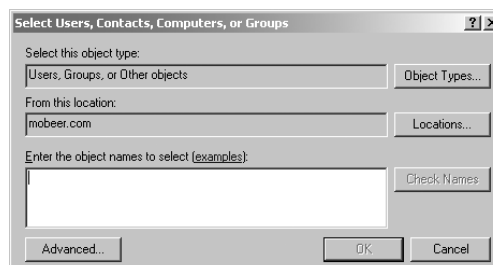 Select Users, Contacts, Computers, or Groups
Select this object type:
Users, Groups, or Other objects
Object Types...
From this location:
mobeer.com
Locations...
Enter the object names to select (examples):
Check Names
Advanced...
OK
Cancel